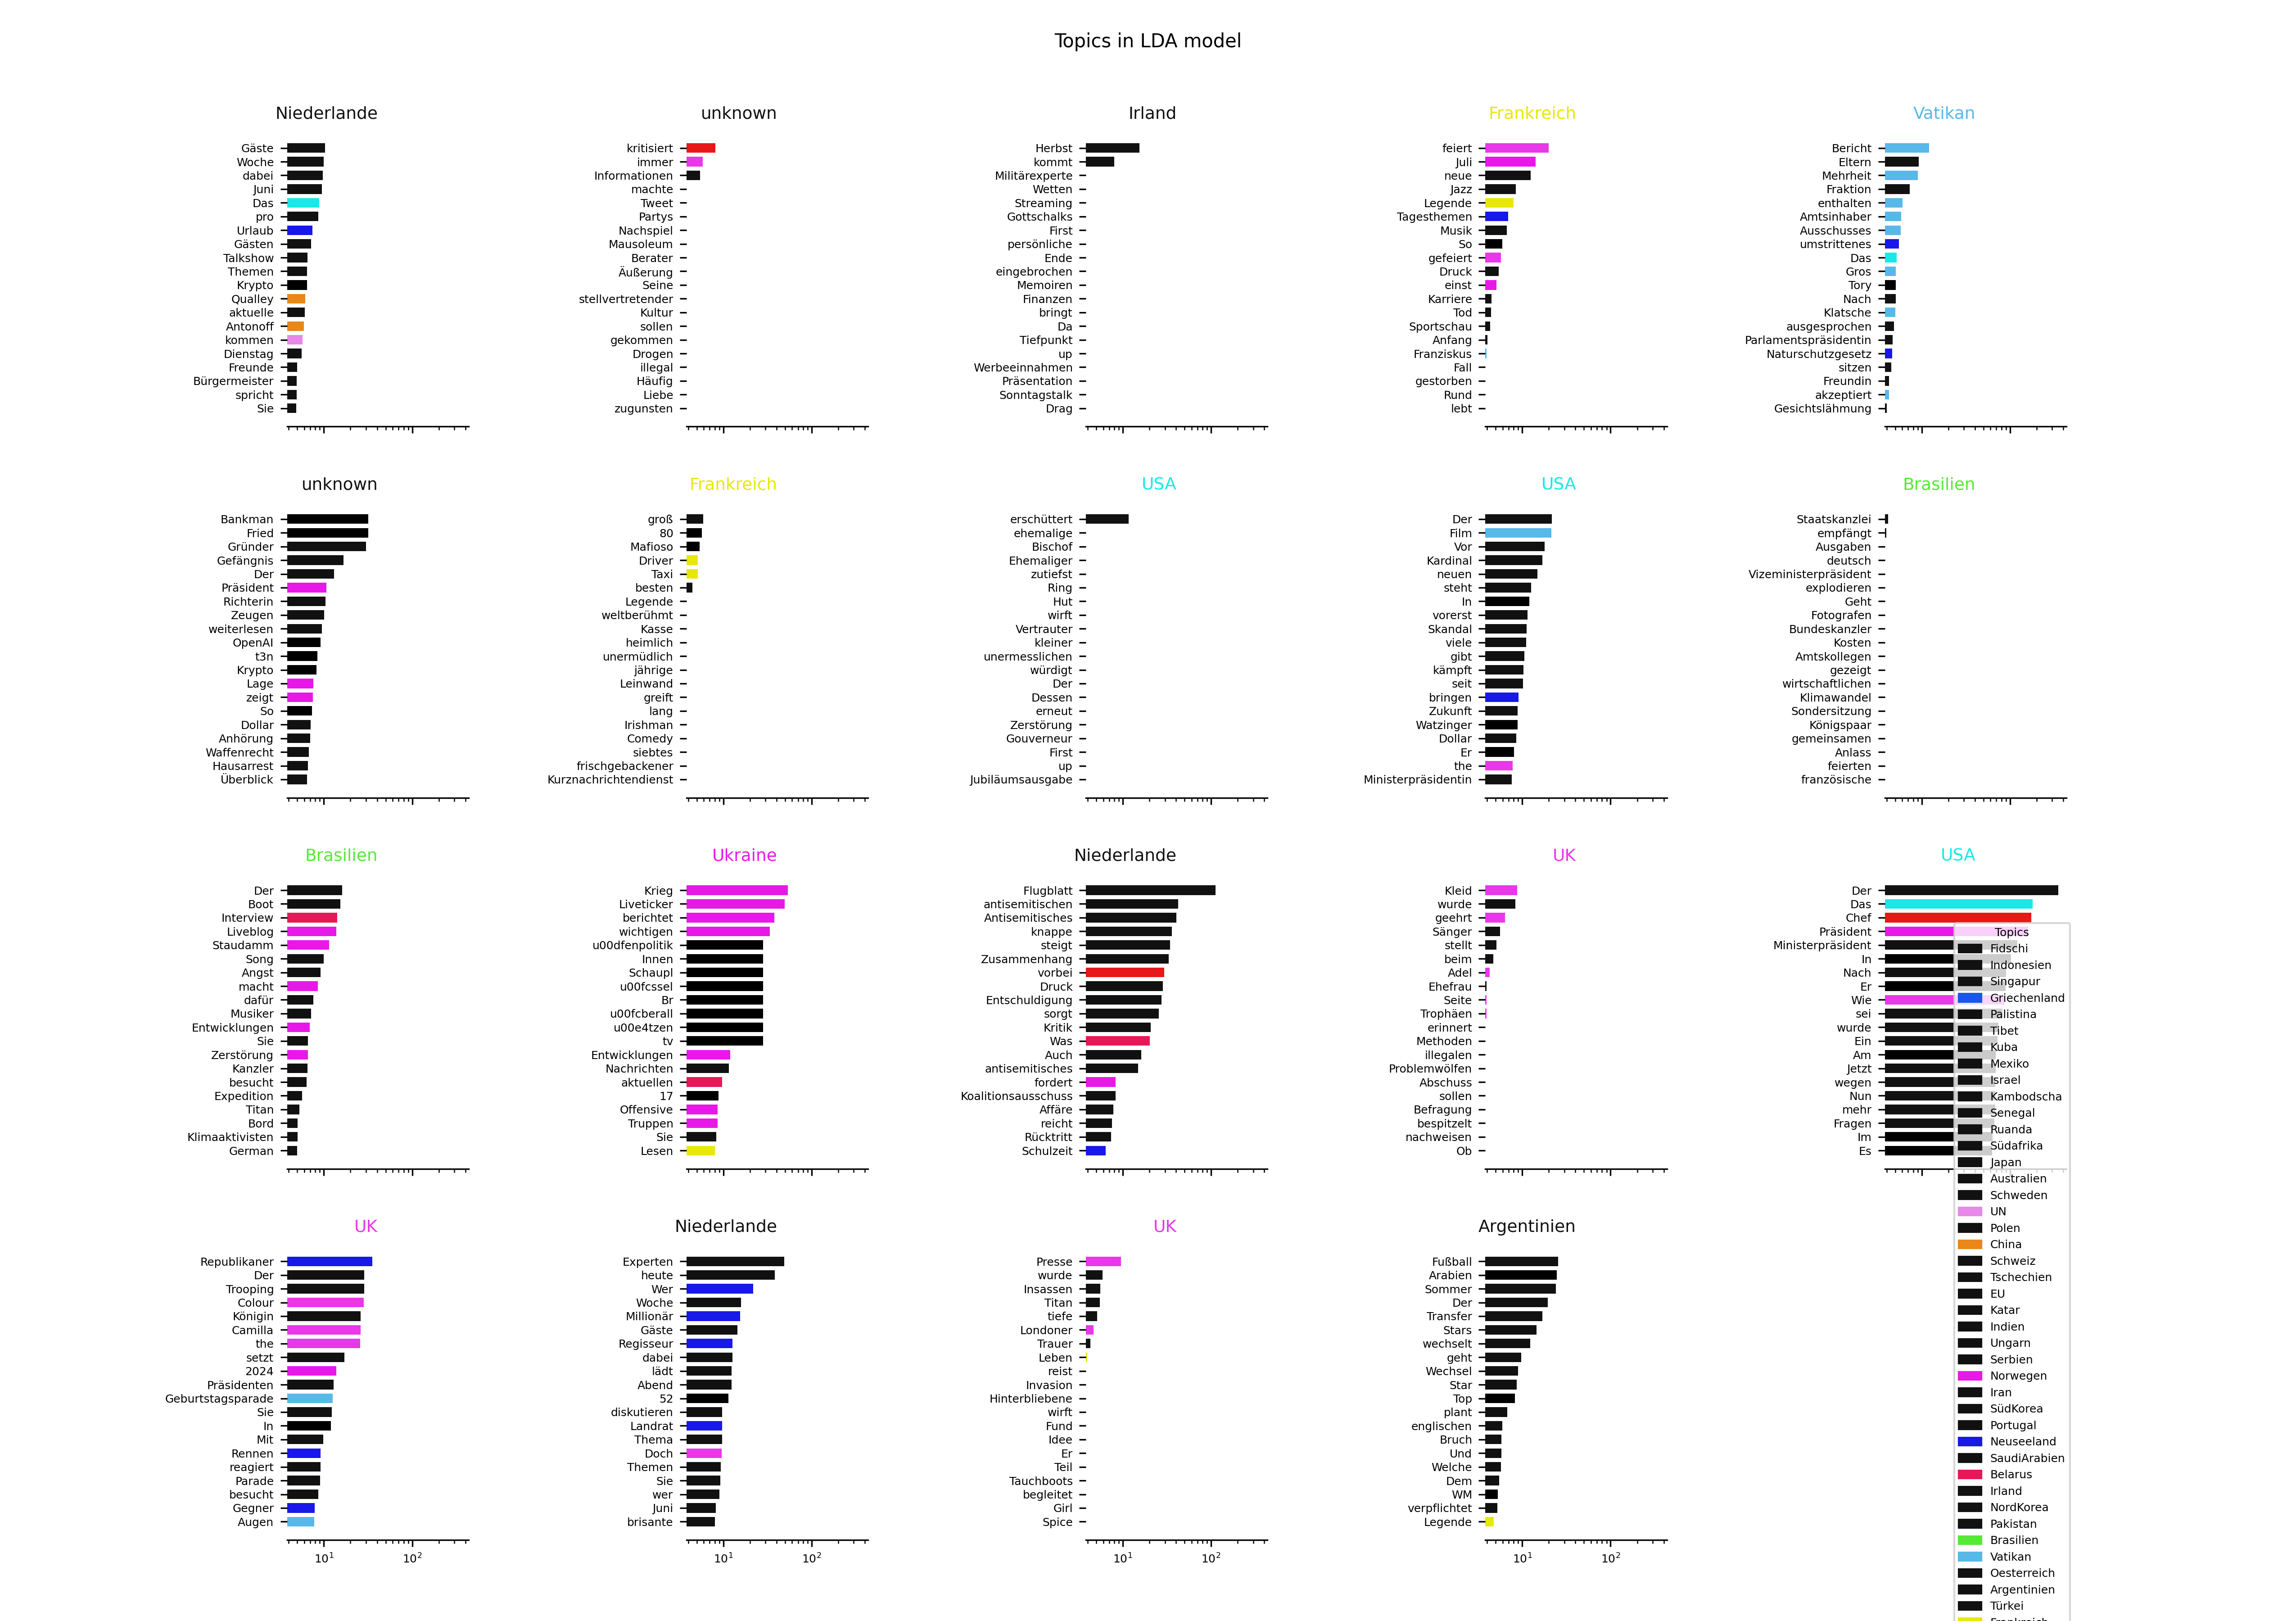 Topics in LDA model
Niederlande
Gäste
Woche
dabei
Juni
Das
pro
Urlaub
Gästen
Talkshow
Themen
Krypto
Qualley
aktuelle
Antonoff
kommen
Dienstag
Freunde
Bürgermeister
spricht
Sie
unknown
kritisiert
immer
Informationen
machte
Tweet
Partys
Nachspiel
Mausoleum
Berater
Äußerung
Seine
stellvertretender
Kultur
sollen
gekommen
Drogen
illegal
Häufig
Liebe
zugunsten
Irland
Herbst
kommt
Militärexperte
Wetten
Streaming
Gottschalks
First
persönliche
Ende
eingebrochen
Memoiren
Finanzen
bringt
Da
Tiefpunkt
up
Werbeeinnahmen
Präsentation
Sonntagstalk
Drag
Frankreich
feiert
Juli
neue
Jazz
Legende
Tagesthemen
Musik
So
gefeiert
Druck
einst
Karriere
Tod
Sportschau
Anfang
Franziskus
Fall
gestorben
Rund
lebt
Vatikan
Bericht
Eltern
Mehrheit
Fraktion
enthalten
Amtsinhaber
Ausschusses
umstrittenes
Das
Gros
Tory
Nach
Klatsche
ausgesprochen
Parlamentspräsidentin
Naturschutzgesetz
sitzen
Freundin
akzeptiert
Gesichtslähmung
unknown
Bankman
Fried
Gründer
Gefängnis
Der
Präsident
Richterin
Zeugen
weiterlesen
OpenAI
t3n
Krypto
Lage
zeigt
So
Dollar
Anhörung
Waffenrecht
Hausarrest
Überblick
Frankreich
groß
80
Mafioso
Driver
Taxi
besten
Legende
weltberühmt
Kasse
heimlich
unermüdlich
jährige
Leinwand
greift
lang
Irishman
Comedy
siebtes
frischgebackener
Kurznachrichtendienst
USA
erschüttert
ehemalige
Bischof
Ehemaliger
zutiefst
Ring
Hut
wirft
Vertrauter
kleiner
unermesslichen
würdigt
Der
Dessen
erneut
Zerstörung
Gouverneur
First
up
Jubiläumsausgabe
USA
Der
Film
Vor
Kardinal
neuen
steht
In
vorerst
Skandal
viele
gibt
kämpft
seit
bringen
Zukunft
Watzinger
Dollar
Er
the
Ministerpräsidentin
Brasilien
Staatskanzlei
empfängt
Ausgaben
deutsch
Vizeministerpräsident
explodieren
Geht
Fotografen
Bundeskanzler
Kosten
Amtskollegen
gezeigt
wirtschaftlichen
Klimawandel
Sondersitzung
Königspaar
gemeinsamen
Anlass
feierten
französische
Brasilien
Der
Boot
Interview
Liveblog
Staudamm
Song
Angst
macht
dafür
Musiker
Entwicklungen
Sie
Zerstörung
Kanzler
besucht
Expedition
Titan
Bord
Klimaaktivisten
German
Ukraine
Krieg
Liveticker
berichtet
wichtigen
u00dfenpolitik
Innen
Schaupl
u00fcssel
Br
u00fcberall
u00e4tzen
tv
Entwicklungen
Nachrichten
aktuellen
17
Offensive
Truppen
Sie
Lesen
Niederlande
Flugblatt
antisemitischen
Antisemitisches
knappe
steigt
Zusammenhang
vorbei
Druck
Entschuldigung
sorgt
Kritik
Was
Auch
antisemitisches
fordert
Koalitionsausschuss
Affäre
reicht
Rücktritt
Schulzeit
UK
Kleid
wurde
geehrt
Sänger
stellt
beim
Adel
Ehefrau
Seite
Trophäen
erinnert
Methoden
illegalen
Problemwölfen
Abschuss
sollen
Befragung
bespitzelt
nachweisen
Ob
USA
Der
Das
Chef
Präsident
Ministerpräsident
In
Nach
Er
Wie
sei
wurde
Ein
Am
Jetzt
wegen
Nun
mehr
Fragen
Im
Es
Topics
Fidschi
Indonesien
Singapur
Griechenland
Palistina
Tibet
Kuba
Mexiko
Israel
Kambodscha
Senegal
Ruanda
Südafrika
Japan
Australien
Schweden
UN
Polen
China
Schweiz
Tschechien
EU
Katar
Indien
Ungarn
Serbien
Norwegen
Iran
SüdKorea
Portugal
Neuseeland
SaudiArabien
Belarus
Irland
NordKorea
Pakistan
Brasilien
Vatikan
Oesterreich
Argentinien
Türkei
UK
Republikaner
Der
Trooping
Colour
Königin
Camilla
the
setzt
2024
Präsidenten
Geburtstagsparade
Sie
In
Mit
Rennen
reagiert
Parade
besucht
Gegner
Augen
10¹ 10²
Niederlande
Experten
heute
Wer
Woche
Millionär
Gäste
Regisseur
dabei
lädt
Abend
52
diskutieren
Landrat
Thema
Doch
Themen
Sie
wer
Juni
brisante
10¹ 10²
UK
Presse
wurde
Insassen
Titan
tiefe
Londoner
Trauer
Leben
reist
Invasion
Hinterbliebene
wirft
Fund
Idee
Er
Teil
Tauchboots
begleitet
Girl
Spice
10¹ 10²
Argentinien
Fußball
Arabien
Sommer
Der
Transfer
Stars
wechselt
geht
Wechsel
Star
Top
plant
englischen
Bruch
Und
Welche
Dem
WM
verpflichtet
Legende
10¹ 10²